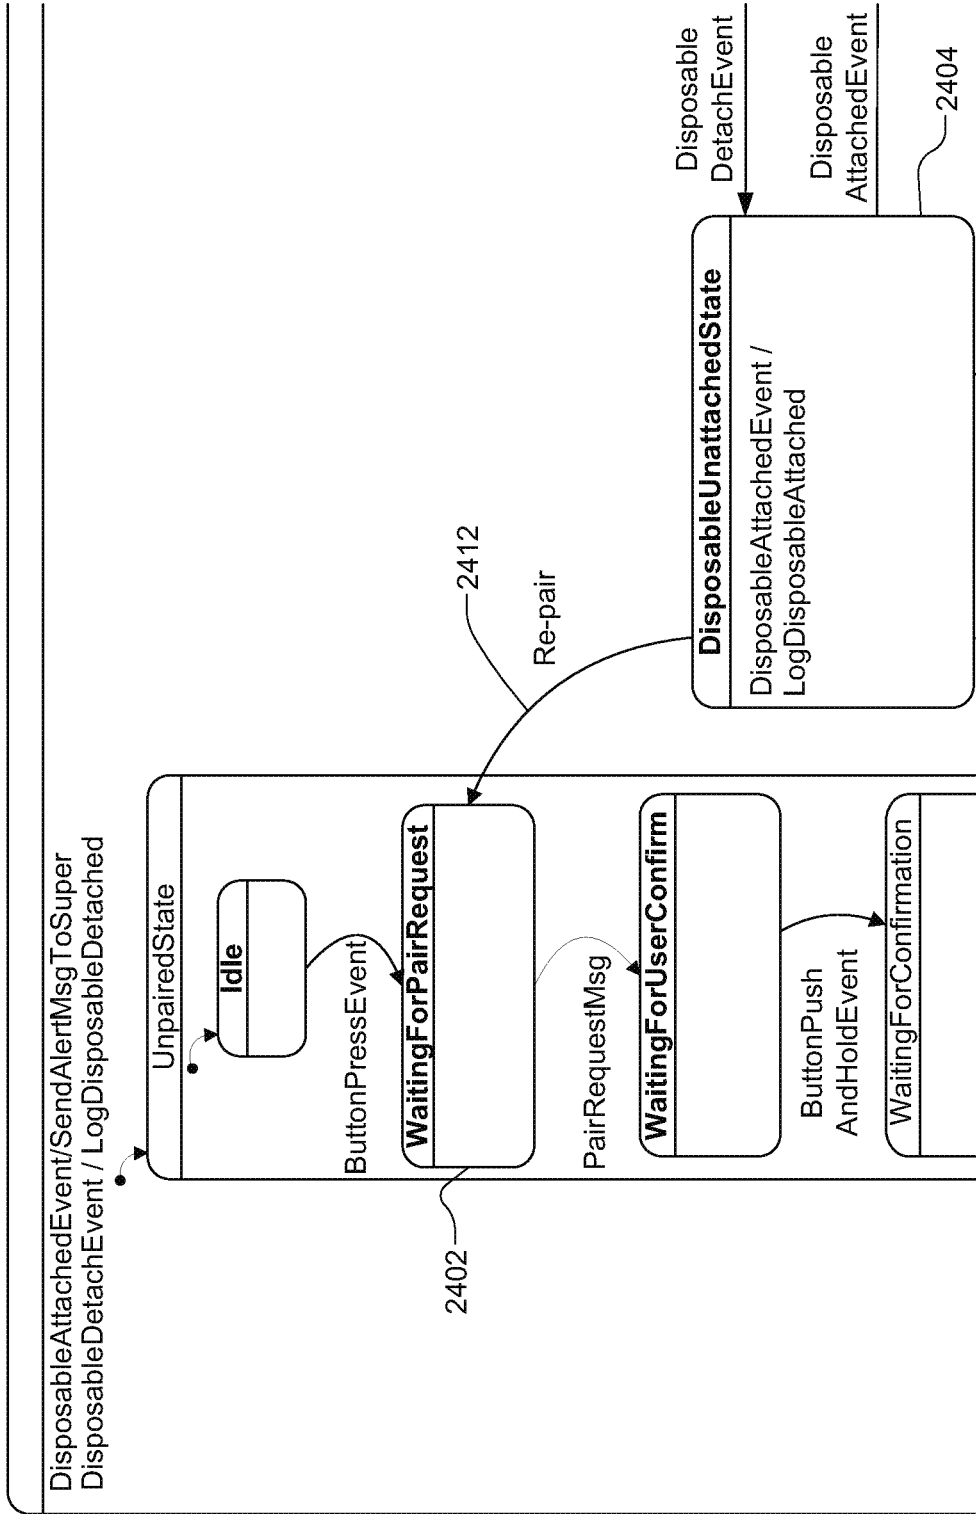 DisposableAttachedEvent/SendAlertMsgToSuper
DisposableDetachEvent / LogDisposableDetached
UnpairedState
Idle
ButtonPressEvent
WaitingForPairRequest
2402
PairRequestMsg
WaitingForUserConfirm
ButtonPush
AndHoldEvent
WaitingForConfirmation
2412
Re-pair
DisposableUnattachedState
DisposableAttachedEvent /
LogDisposableAttached
Disposable
DetachEvent
Disposable
AttachedEvent
2404